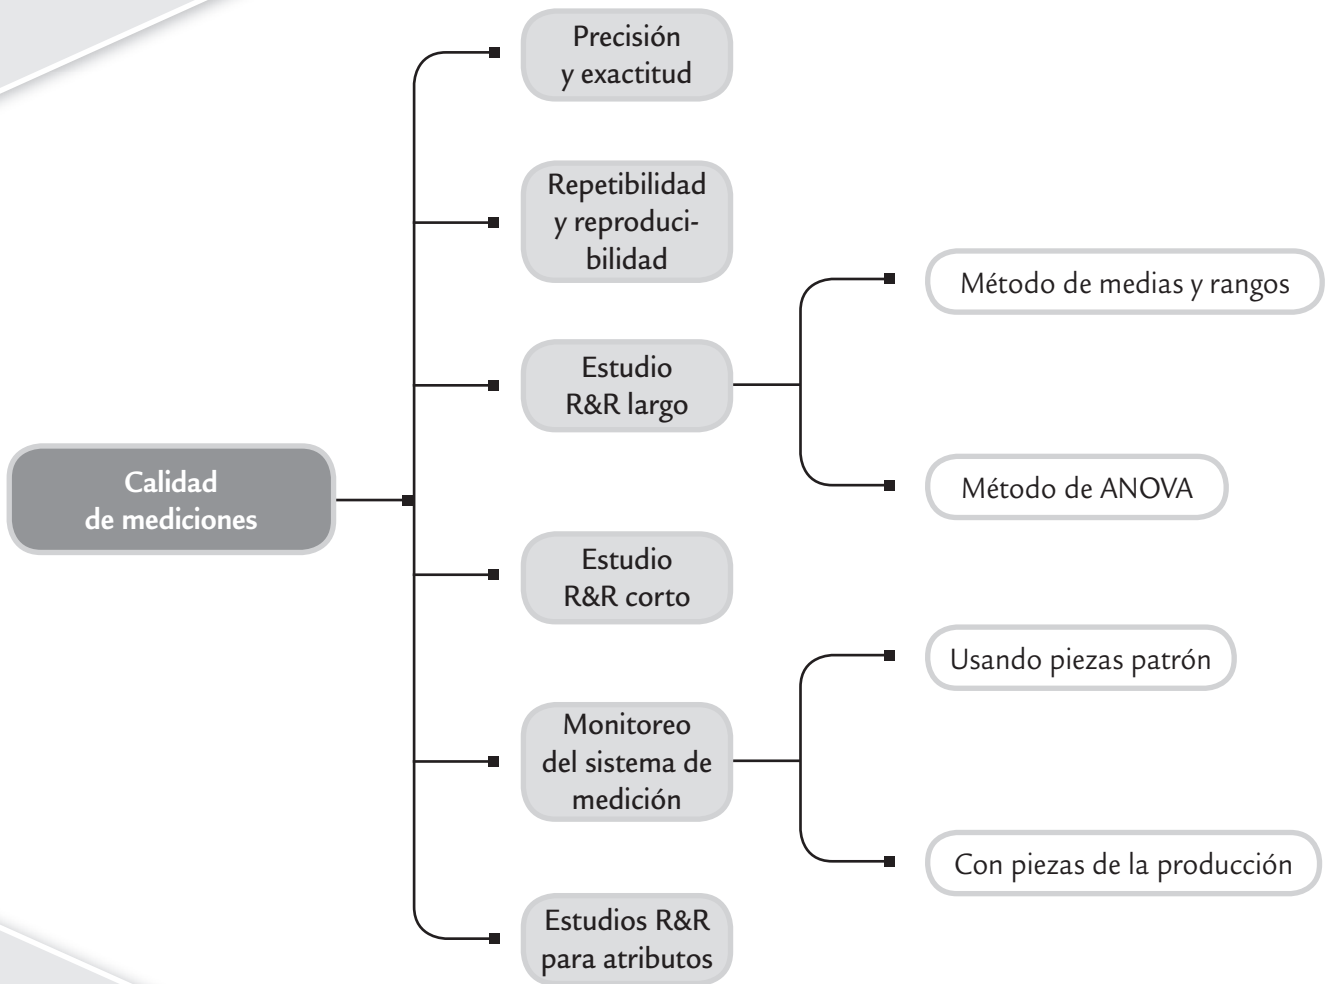 Precisión
y exactitud
Repetibilidad
y reproduci-
bilidad
Estudio
R&R largo
Método de medias y rangos
Método de ANOVA
Calidad
de mediciones
Estudio
R&R corto
Monitoreo
del sistema de
medición
Usando piezas patrón
Con piezas de la producción
Estudios R&R
para atributos